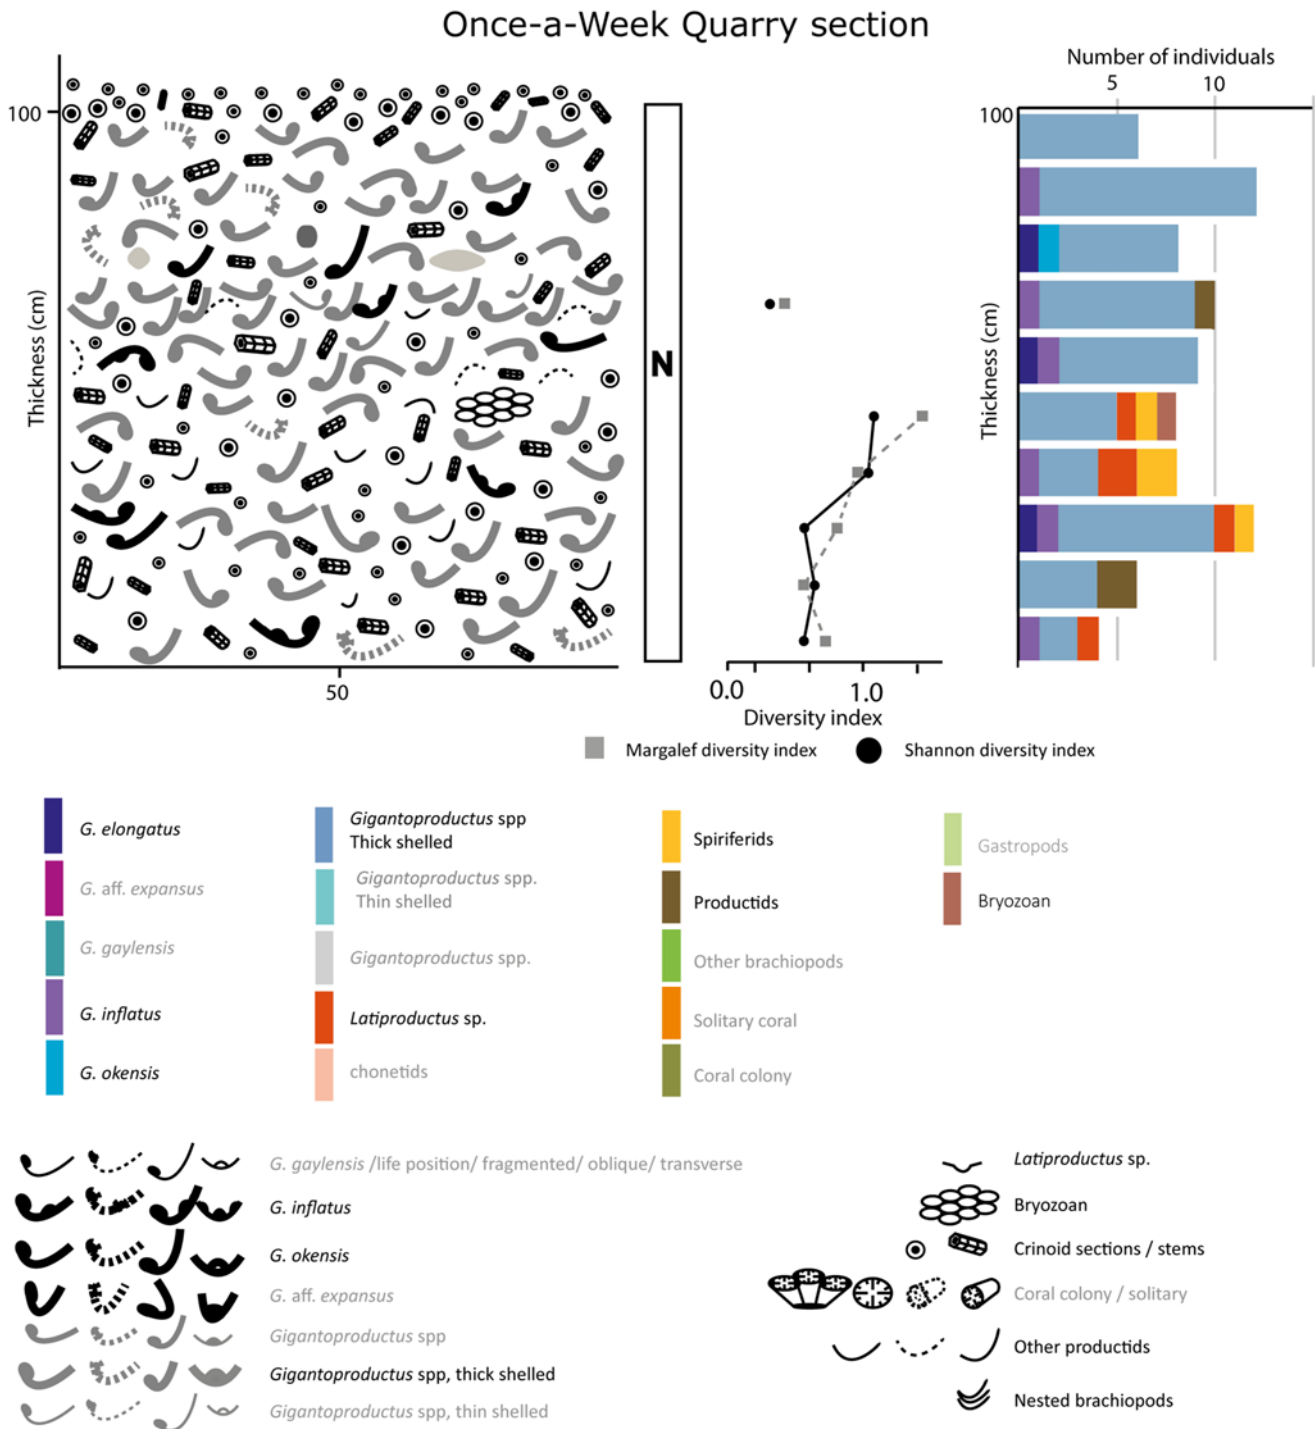 Once-a-Week Quarry section
Number of individuals
5 10
100
100
Thickness (cm)
N
Thickness (cm)
50
0.0 1.0
Diversity index
Margalef diversity index Shannon diversity index
G. elongatus
G. aff. expansus
G. gaylensis
G. inflatus
G. okensis
Gigantoproductus spp
Thick shelled
Gigantoproductus spp.
Thin shelled
Gigantoproductus spp.
Latiproductus sp.
chonetids
Spiriferids
Productids
Other brachiopods
Solitary coral
Coral colony
Gastropods
Bryozoan
G. gaylensis /life position/ fragmented/ oblique/ transverse
G. inflatus
G. okensis
G. aff. expansus
Gigantoproductus spp
Gigantoproductus spp, thick shelled
Gigantoproductus spp, thin shelled
Latiproductus sp.
Bryozoan
Crinoid sections / stems
Coral colony / solitary
Other productids
Nested brachiopods